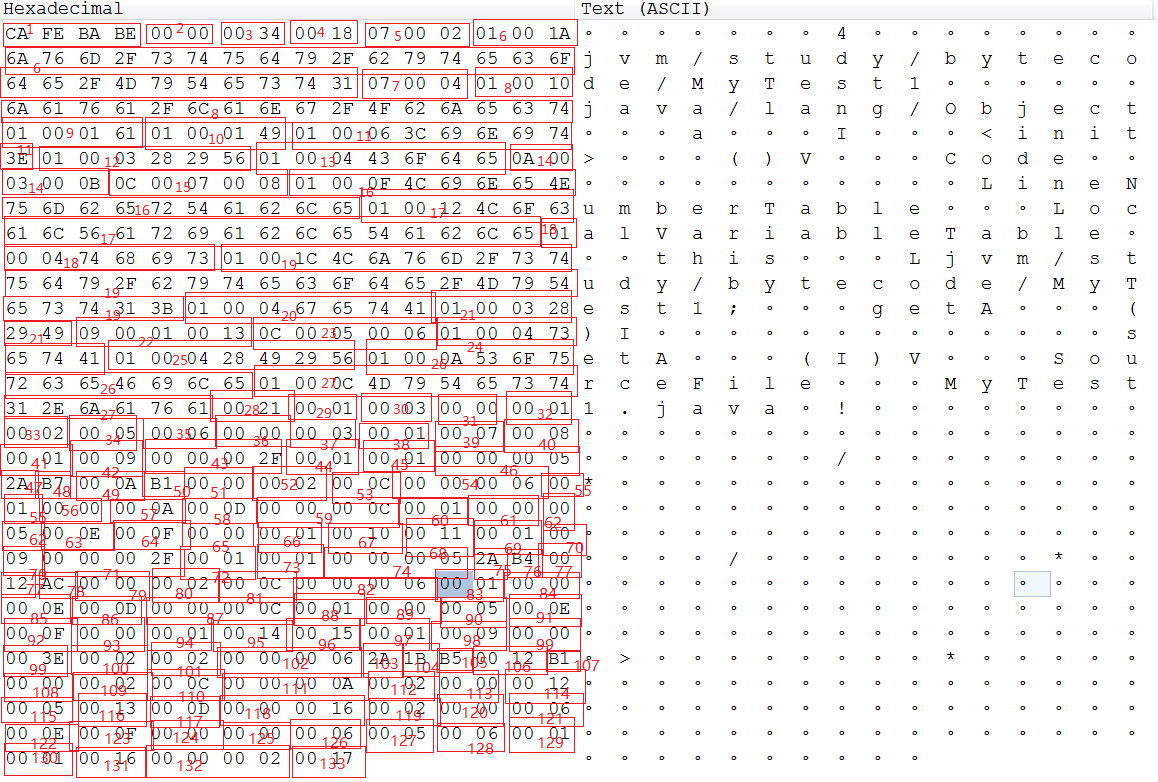 Hexadecimal Text (ASCII)
CA FE BA BE 00 00 00 34 00 18 07 00 02 01 00 1A ∘ ∘ ∘ ∘ ∘ ∘ ∘ 4 ∘ ∘ ∘ ∘ ∘ ∘ ∘ ∘
1 2 3 4 5 6
6A 76 6D 2F 73 74 75 64 79 2F 62 79 74 65 63 6F j v m / s t u d y / b y t e c o
6
64 65 2F 4D 79 54 65 73 74 31 07 00 04 01 00 10 d e / M y T e s t 1 ∘ ∘ ∘ ∘ ∘ ∘
7 8
6A 61 76 61 2F 6C 61 6E 67 2F 4F 62 6A 65 63 74 j a v a / l a n g / O b j e c t
8
01 00 01 61 01 00 01 49 01 00 06 3C 69 6E 69 74 ∘ ∘ ∘ a ∘ ∘ ∘ I ∘ ∘ ∘ < i n i t
9 10 11
3E 01 00 03 28 29 56 01 00 04 43 6F 64 65 0A 00 > ∘ ∘ ∘ ( ) V ∘ ∘ ∘ C o d e ∘ ∘
11 12 13 14
03 00 0B 0C 00 07 00 08 01 00 0F 4C 69 6E 65 4E ∘ ∘ ∘ ∘ ∘ ∘ ∘ ∘ ∘ ∘ ∘ L i n e N
14 15 16
75 6D 62 65 72 54 61 62 6C 65 01 00 12 4C 6F 63 u m b e r T a b l e ∘ ∘ ∘ L o c
16 17
61 6C 56 61 72 69 61 62 6C 65 54 61 62 6C 65 01 a l V a r i a b l e T a b l e ∘
17 18
00 04 74 68 69 73 01 00 1C 4C 6A 76 6D 2F 73 74 ∘ ∘ t h i s ∘ ∘ ∘ L j v m / s t
18 19
75 64 79 2F 62 79 74 65 63 6F 64 65 2F 4D 79 54 u d y / b y t e c o d e / M y T
19
65 73 74 31 3B 01 00 04 67 65 74 41 01 00 03 28 e s t 1 ; ∘ ∘ ∘ g e t A ∘ ∘ ∘ (
19 20 21
29 49 09 00 01 00 13 0C 00 05 00 06 01 00 04 73 ) I ∘ ∘ ∘ ∘ ∘ ∘ ∘ ∘ ∘ ∘ ∘ ∘ ∘ s
21 22 23 24
65 74 41 01 00 04 28 49 29 56 01 00 0A 53 6F 75 e t A ∘ ∘ ∘ ( I ) V ∘ ∘ ∘ S o u
25 26
72 63 65 46 69 6C 65 01 00 0C 4D 79 54 65 73 74 r c e F i l e ∘ ∘ ∘ M y T e s t
26 27
31 2E 6A 61 76 61 00 21 00 01 00 03 00 00 00 01 1 . j a v a ∘ ! ∘ ∘ ∘ ∘ ∘ ∘ ∘ ∘
27 28 29 30 31 32
00 02 00 05 00 06 00 00 00 03 00 01 00 07 00 08 ∘ ∘ ∘ ∘ ∘ ∘ ∘ ∘ ∘ ∘ ∘ ∘ ∘ ∘ ∘ ∘
33 34 35 36 37 38 39 40
00 01 00 09 00 00 00 2F 00 01 00 01 00 00 00 05 ∘ ∘ ∘ ∘ ∘ ∘ ∘ / ∘ ∘ ∘ ∘ ∘ ∘ ∘ ∘
41 42 43 44 45 46
2A B7 00 0A B1 00 00 00 02 00 0C 00 00 00 06 00 * ∘ ∘ ∘ ∘ ∘ ∘ ∘ ∘ ∘ ∘ ∘ ∘ ∘ ∘ ∘
47 48 49 50 51 52 53 54 55
01 00 00 00 0A 00 0D 00 00 00 0C 00 01 00 00 00 ∘ ∘ ∘ ∘ ∘ ∘ ∘ ∘ ∘ ∘ ∘ ∘ ∘ ∘ ∘ ∘
55 56 57 58 59 60 61 62
05 00 0E 00 0F 00 00 00 01 00 10 00 11 00 01 00 ∘ ∘ ∘ ∘ ∘ ∘ ∘ ∘ ∘ ∘ ∘ ∘ ∘ ∘ ∘ ∘
62 63 64 65 66 67 68 69 70
09 00 00 00 2F 00 01 00 01 00 00 00 05 2A B4 00 ∘ ∘ ∘ ∘ / ∘ ∘ ∘ ∘ ∘ ∘ ∘ ∘ * ∘ ∘
70 71 72 73 74 75 76 77
12 AC 00 00 00 02 00 0C 00 00 00 06 00 01 00 00 ∘ ∘ ∘ ∘ ∘ ∘ ∘ ∘ ∘ ∘ ∘ ∘ ∘ ∘ ∘ ∘
77 78 79 80 81 82 83 84
00 0E 00 0D 00 00 00 0C 00 01 00 00 00 05 00 0E ∘ ∘ ∘ ∘ ∘ ∘ ∘ ∘ ∘ ∘ ∘ ∘ ∘ ∘ ∘ ∘
85 86 87 88 89 90 91
00 0F 00 00 00 01 00 14 00 15 00 01 00 09 00 00 ∘ ∘ ∘ ∘ ∘ ∘ ∘ ∘ ∘ ∘ ∘ ∘ ∘ ∘ ∘ ∘
92 93 94 95 96 97 98 99
00 3E 00 02 00 02 00 00 00 06 2A 1B B5 00 12 B1 ∘ > ∘ ∘ ∘ ∘ ∘ ∘ ∘ ∘ * ∘ ∘ ∘ ∘ ∘
99 100 101 102 103 104 105 106 107
00 00 00 02 00 0C 00 00 00 0A 00 02 00 00 00 12 ∘ ∘ ∘ ∘ ∘ ∘ ∘ ∘ ∘ ∘ ∘ ∘ ∘ ∘ ∘ ∘
108 109 110 111 112 113 114
00 05 00 13 00 0D 00 00 00 16 00 02 00 00 00 06 ∘ ∘ ∘ ∘ ∘ ∘ ∘ ∘ ∘ ∘ ∘ ∘ ∘ ∘ ∘ ∘
115 116 117 118 119 120 121
00 0E 00 0F 00 00 00 00 00 06 00 05 00 06 00 01 ∘ ∘ ∘ ∘ ∘ ∘ ∘ ∘ ∘ ∘ ∘ ∘ ∘ ∘ ∘ ∘
122 123 124 125 126 127 128 129
00 01 00 16 00 00 00 02 00 17 ∘ ∘ ∘ ∘ ∘ ∘ ∘ ∘ ∘ ∘
130 131 132 133